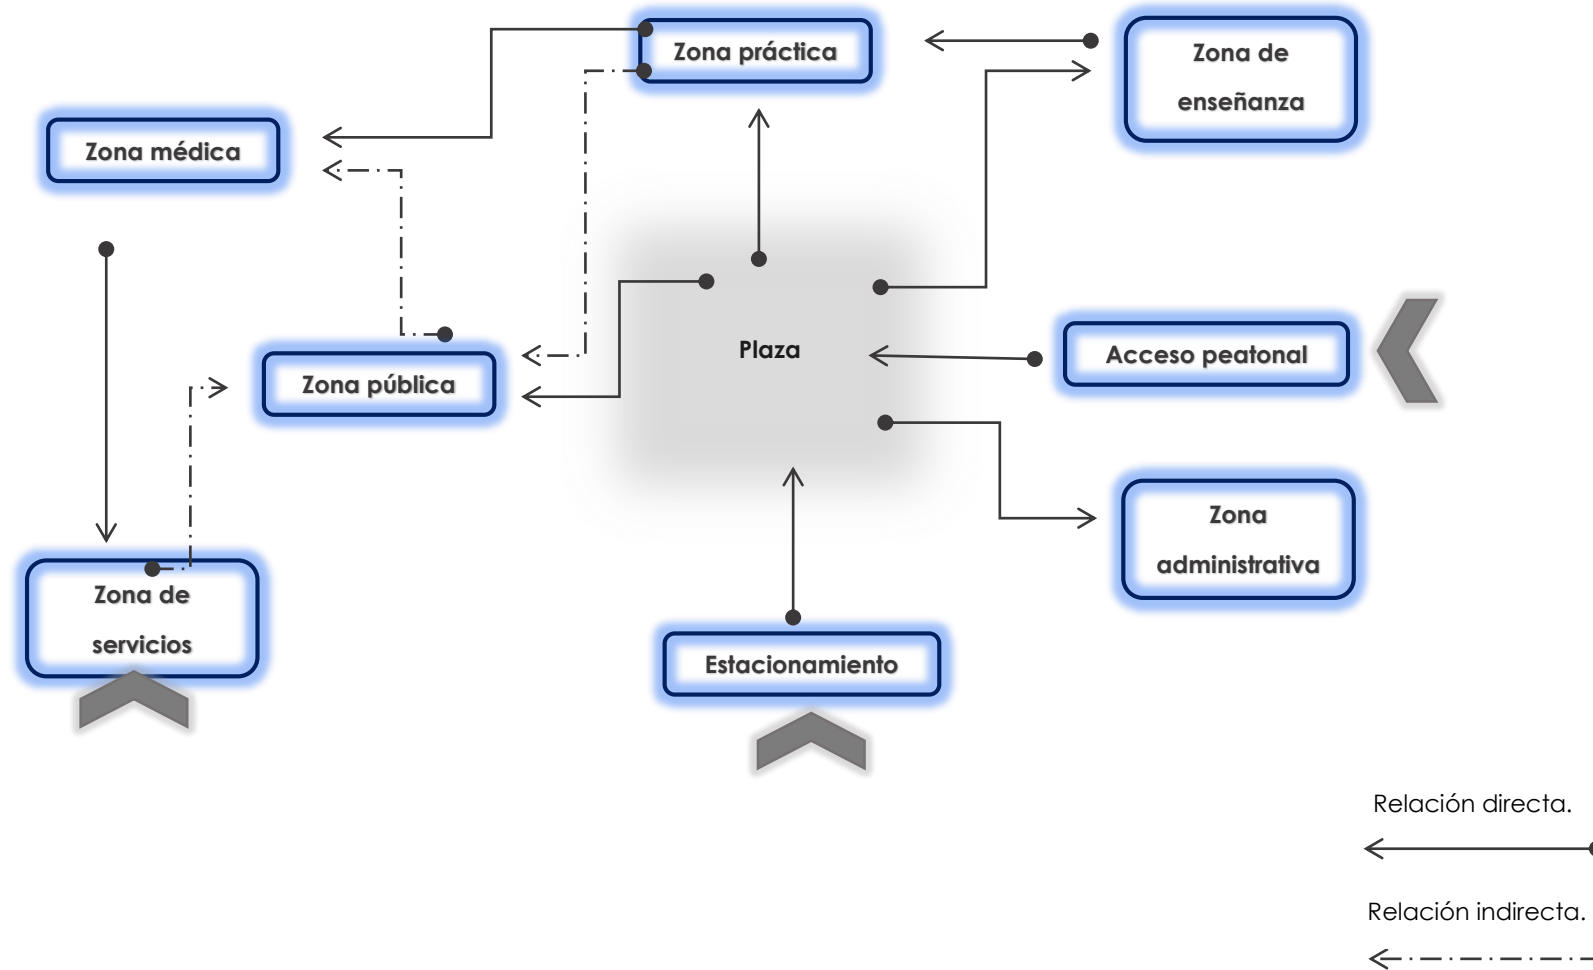 Zona práctica
Zona de
enseñanza
Zona médica
Plaza
Acceso peatonal
Zona pública
Zona
administrativa
Zona de
servicios
Estacionamiento
Relación directa.
Relación indirecta.